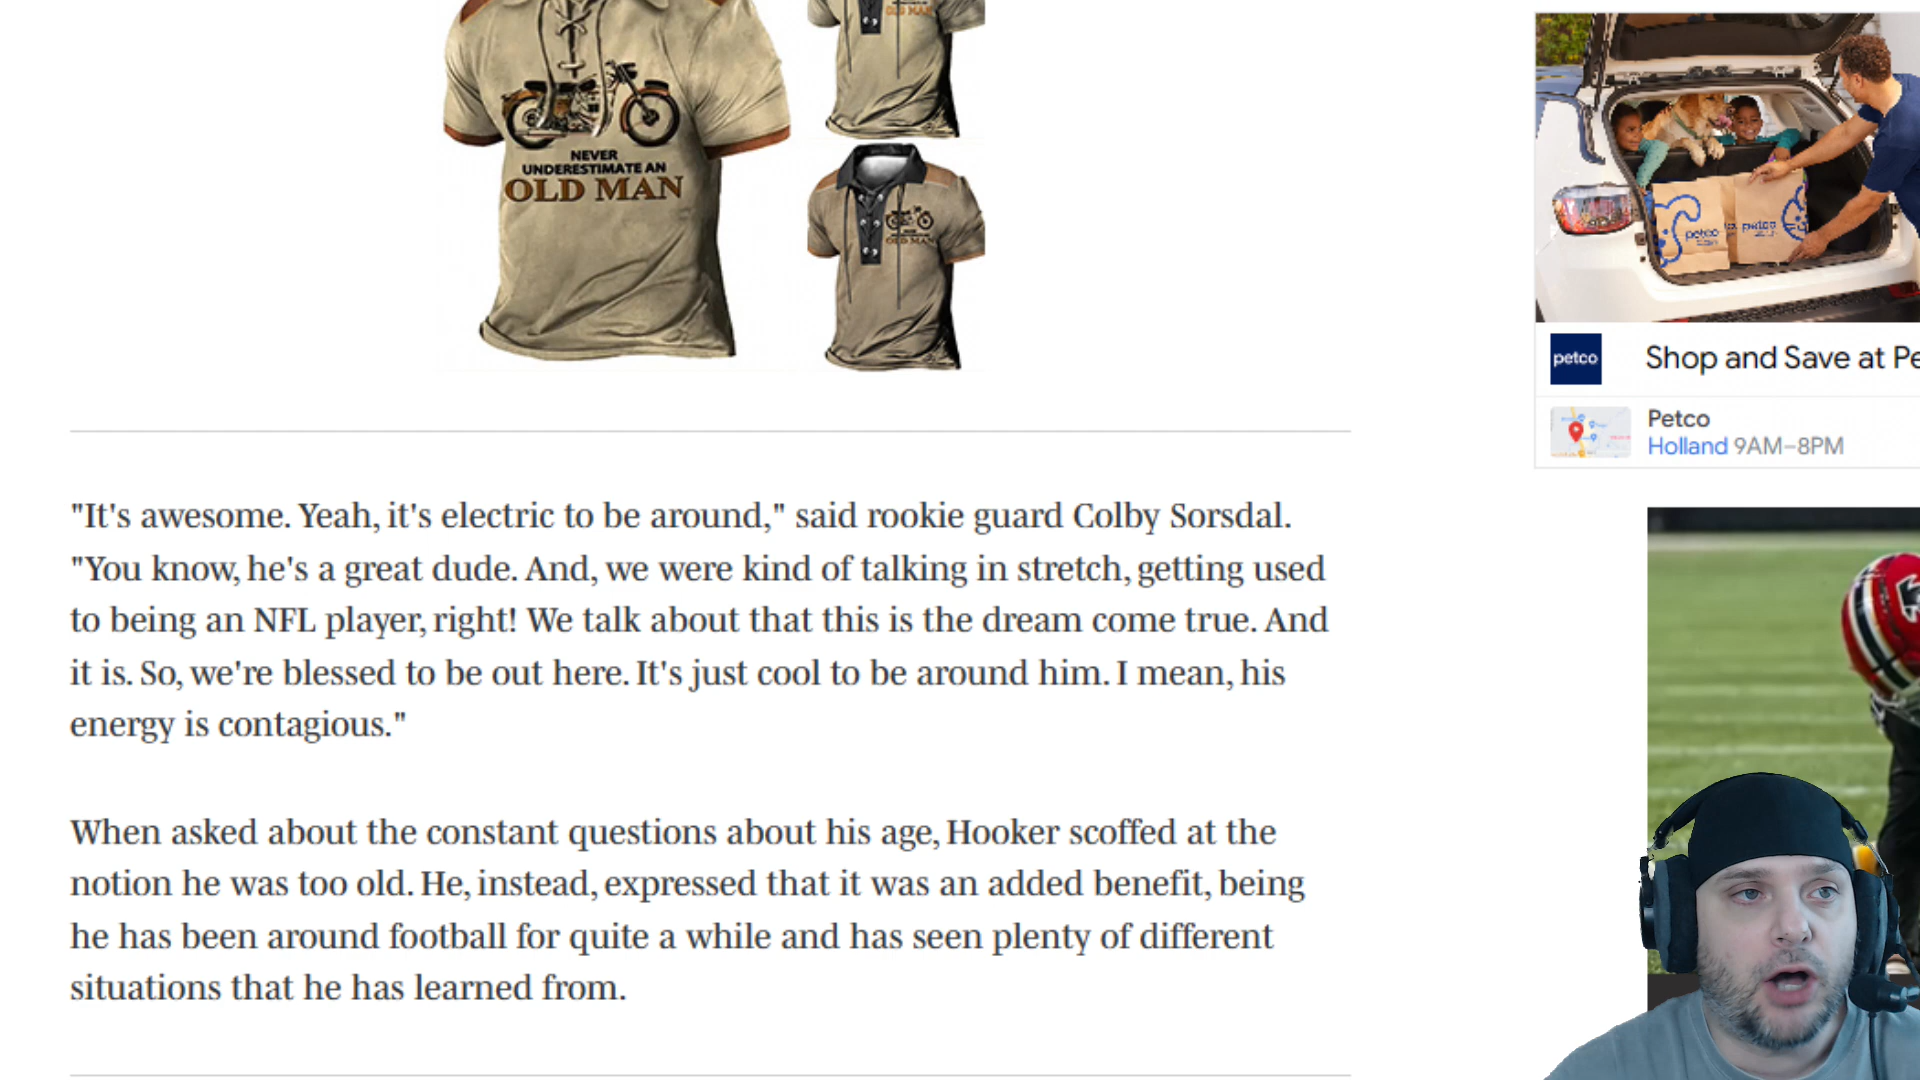 OLD MAN
NEVER
UNDERESTIMATE AN
OLD MAN
OLD MAN
petco
petco
petco
Shop and Save at Pe
Petco
Holland 9AM–8PM
"It's awesome. Yeah, it's electric to be around," said rookie guard Colby Sorsdal.
"You know, he's a great dude. And, we were kind of talking in stretch, getting used
to being an NFL player, right! We talk about that this is the dream come true. And
it is. So, we're blessed to be out here. It's just cool to be around him. I mean, his
energy is contagious."
When asked about the constant questions about his age, Hooker scoffed at the
notion he was too old. He, instead, expressed that it was an added benefit, being
he has been around football for quite a while and has seen plenty of different
situations that he has learned from.